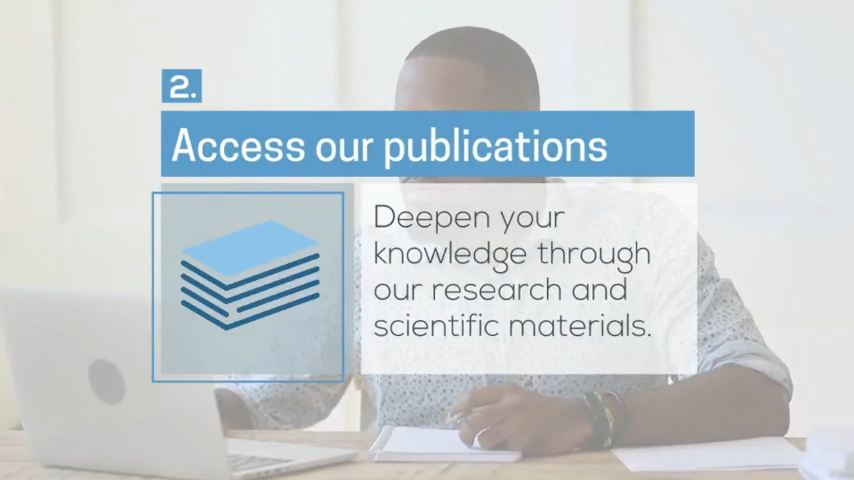 2.
Access our publications
Deepen your
knowledge through
our research and
scientific materials.